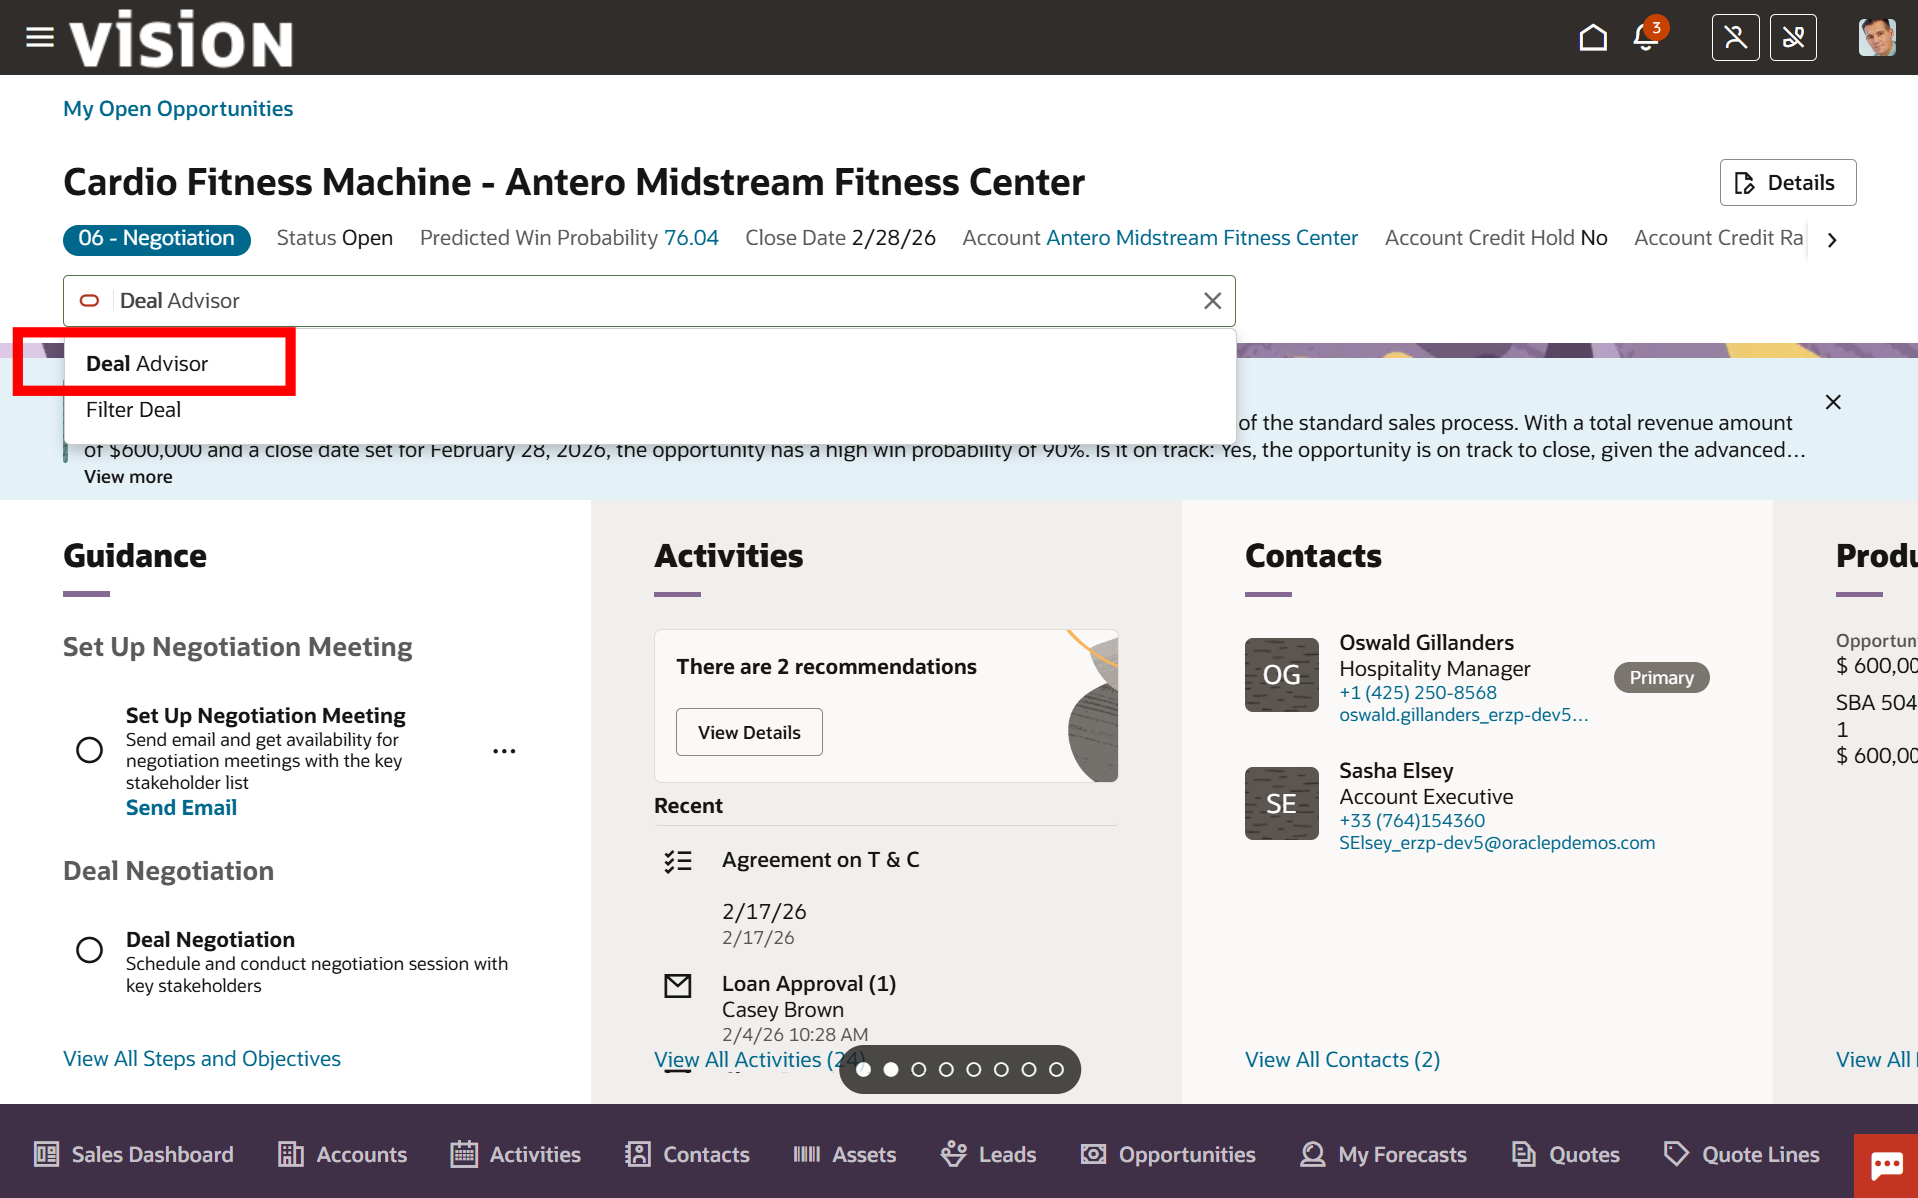 vision
3
My Open Opportunities
Cardio Fitness Machine - Antero Midstream Fitness Center
Details
06 - Negotiation Status Open Predicted Win Probability 76.04 Close Date 2/28/26 Account Antero Midstream Fitness Center Account Credit Hold No Account Credit Ra
Deal Advisor
Deal Advisor
Filter Deal
of the standard sales process. With a total revenue amount
of $600,000 and a close date set for February 28, 2026, the opportunity has a high win probability of 90%. Is it on track: Yes, the opportunity is on track to close, given the advanced...
View more
Guidance
Set Up Negotiation Meeting
Set Up Negotiation Meeting
Send email and get availability for
negotiation meetings with the key
stakeholder list
Send Email
Deal Negotiation
Deal Negotiation
Schedule and conduct negotiation session with
key stakeholders
View All Steps and Objectives
Activities
There are 2 recommendations
View Details
Recent
Agreement on T & C
2/17/26
2/17/26
Loan Approval (1)
Casey Brown
2/4/26 10:28 AM
View All Activities (24)
Contacts
OG
Oswald Gillanders
Hospitality Manager
+1 (425) 250-8568
oswald.gillanders_erzp-dev5...
Primary
SE
Sasha Elsey
Account Executive
+33 (764)154360
SElsey_erzp-dev5@oraclepdemos.com
View All Contacts (2)
Produ
Opportun
$ 600,00
SBA 504
1
$ 600,00
View All
Sales Dashboard Accounts Activities Contacts Assets Leads Opportunities My Forecasts Quotes Quote Lines